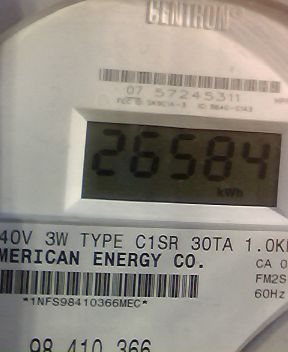 CENTRON
07 57245311
26584
kWh
40V 3W TYPE C1SR 30TA 1.0K
MERICAN ENERGY CO.
CA 0
FM2S
60Hz
*1NFS98410366MEC*
98 410 366